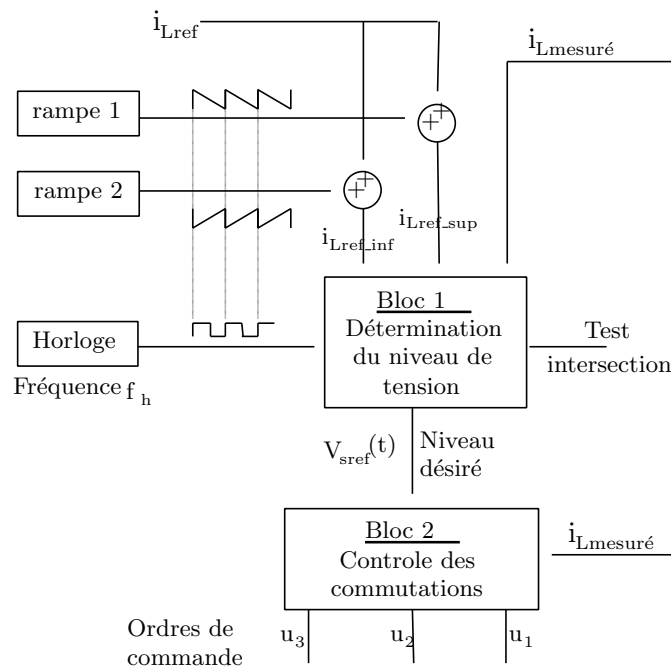 i_Lref
i_Lmesuré
rampe 1
+ +
rampe 2
+ +
i_Lref_sup
i_Lref_inf
Bloc 1
Détermination
du niveau de
tension
Horloge
Fréquence f_h
Test
intersection
V_sref(t)
Niveau
désiré
Bloc 2
Controle des
commutations
i_Lmesuré
Ordres de
commande
u_3
u_2
u_1